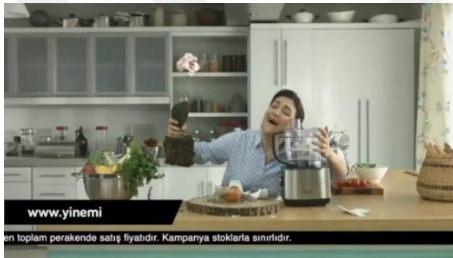 www.yinemi
en toplam perakende satış fiyatıdır. Kampanya stoklarla sınırlıdır.